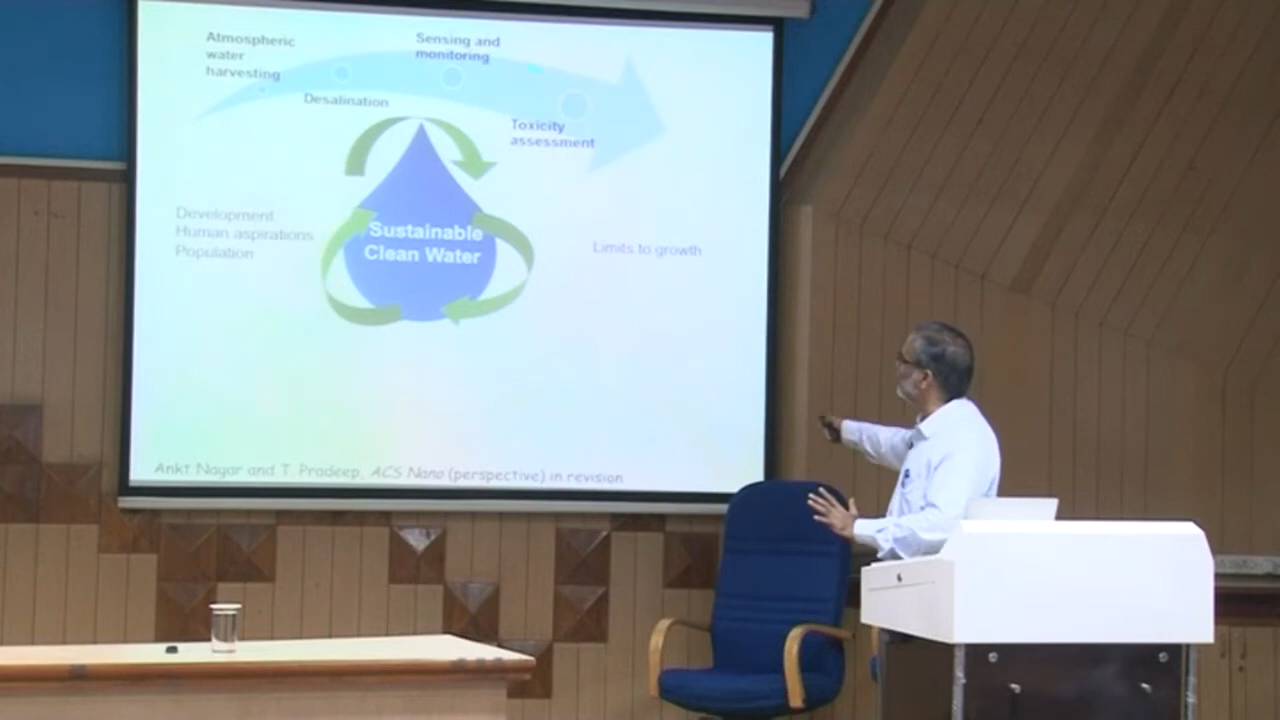 Atmospheric
water
harvesting
Sensing and
monitoring
Desalination
Toxicity
assessment
Development
Human aspirations
Population
Sustainable
Clean Water
Limits to growth
Ankt Nagar and T. Pradeep, ACS Nano (perspective) in revision